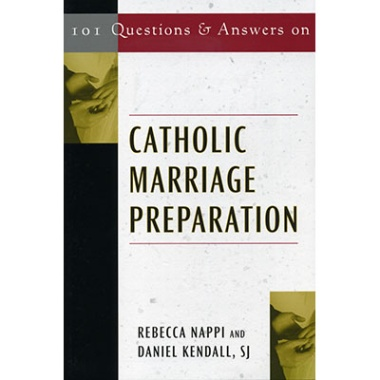 101 Questions & Answers on
CATHOLIC
MARRIAGE
PREPARATION
REBECCA NAPPI AND
DANIEL KENDALL, SJ